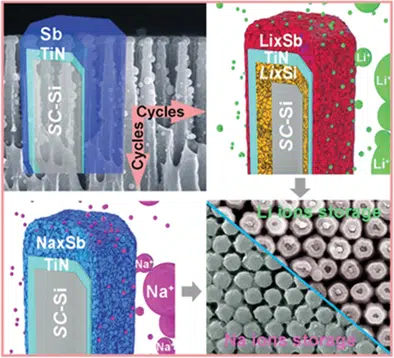 Sb
TiN
SC-Si
Cycles
Cycles
LixSb
TiN
LixSi
SC-Si
Li⁺
Li⁺
Li⁺
NaxSb
TiN
SC-Si
Na⁺
Na⁺
Na⁺
Li ions storage
Na ions storage